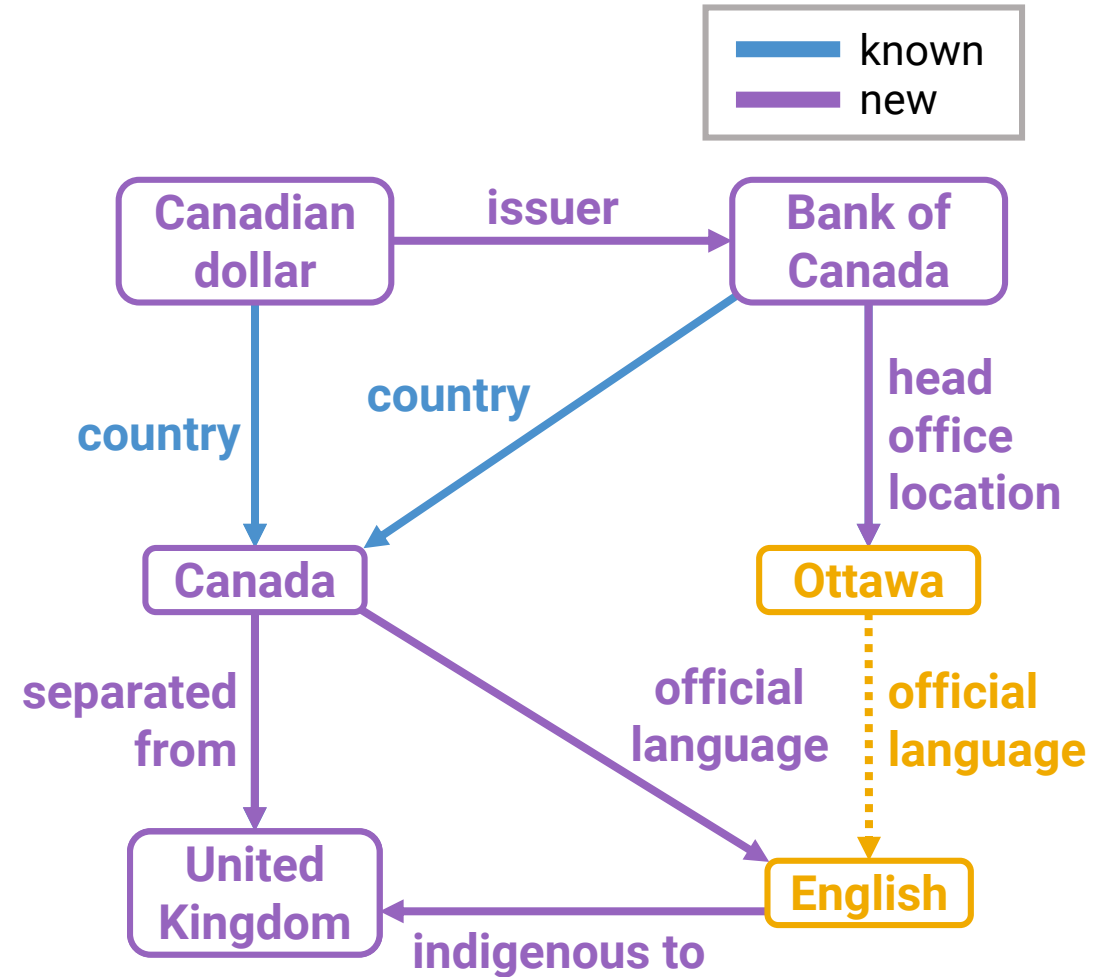 known
new
Canadian
dollar
issuer
Bank of
Canada
country
country
head
office
location
Canada
Ottawa
separated
from
official
language
official
language
United
Kingdom
English
indigenous to